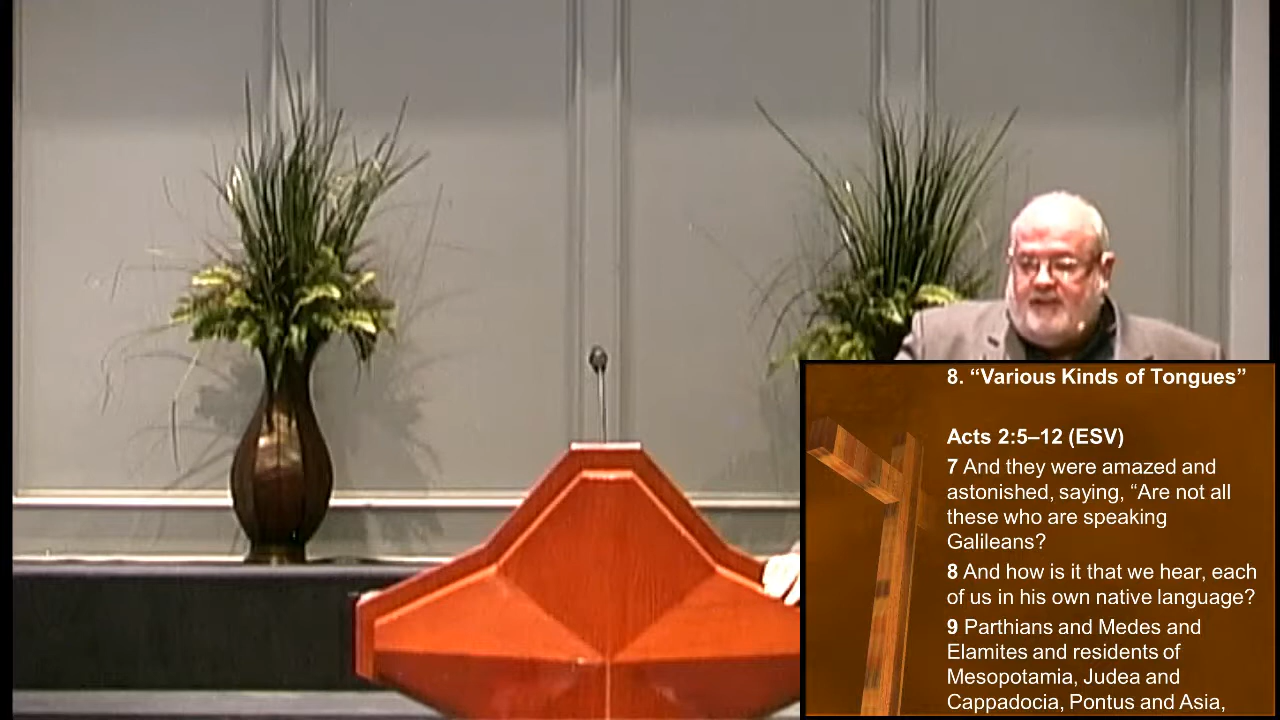 8. “Various Kinds of Tongues”
Acts 2:5–12 (ESV)
7 And they were amazed and
astonished, saying, “Are not all
these who are speaking
Galileans?
8 And how is it that we hear, each
of us in his own native language?
9 Parthians and Medes and
Elamites and residents of
Mesopotamia, Judea and
Cappadocia, Pontus and Asia,